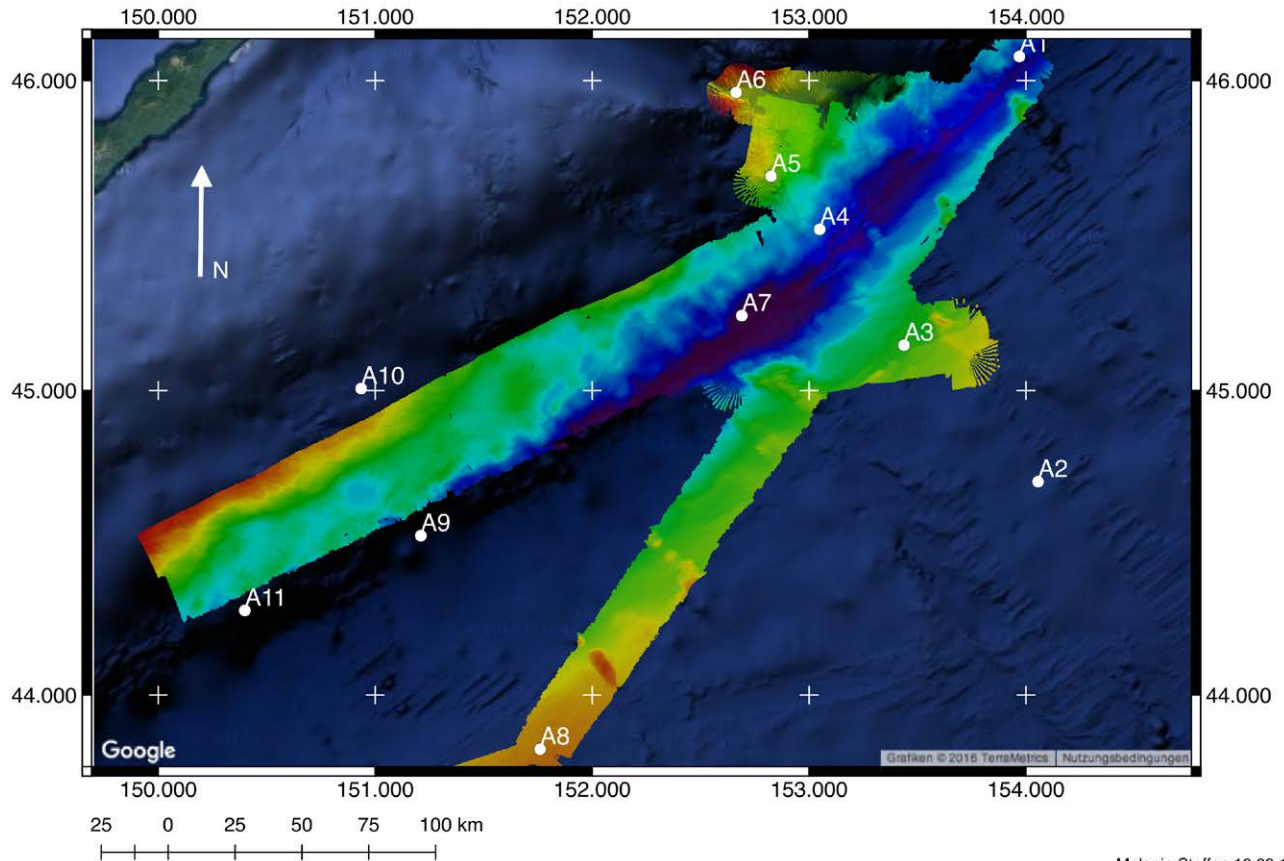 150.000 151.000 152.000 153.000 154.000
A1
46.000 A6 46.000
A5
A4
N
A7
A3
A10
45.000 45.000
A2
A9
A11
44.000 44.000
A8
Google
Grafiken © 2016 TerraMetrics Nutzungsbedingungen
150.000 151.000 152.000 153.000 154.000
25 0 25 50 75 100 km